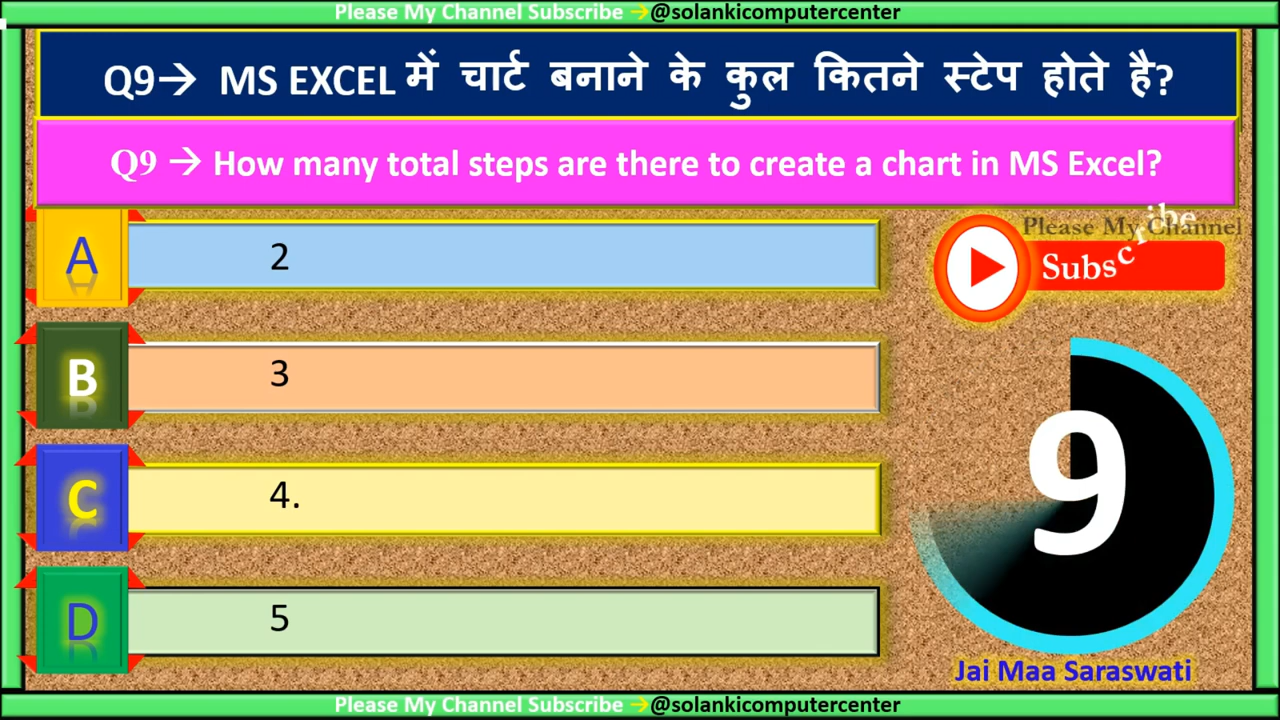 Please My Channel Subscribe →@solankicomputercenter
Q9→ MS EXCEL में चार्ट बनाने के कुल कितने स्टेप होते है?
Q9 → How many total steps are there to create a chart in MS Excel?
A 2
Please My Channel
Subscribe
B 3
9
C 4.
D 5
Jai Maa Saraswati
Please My Channel Subscribe →@solankicomputercenter